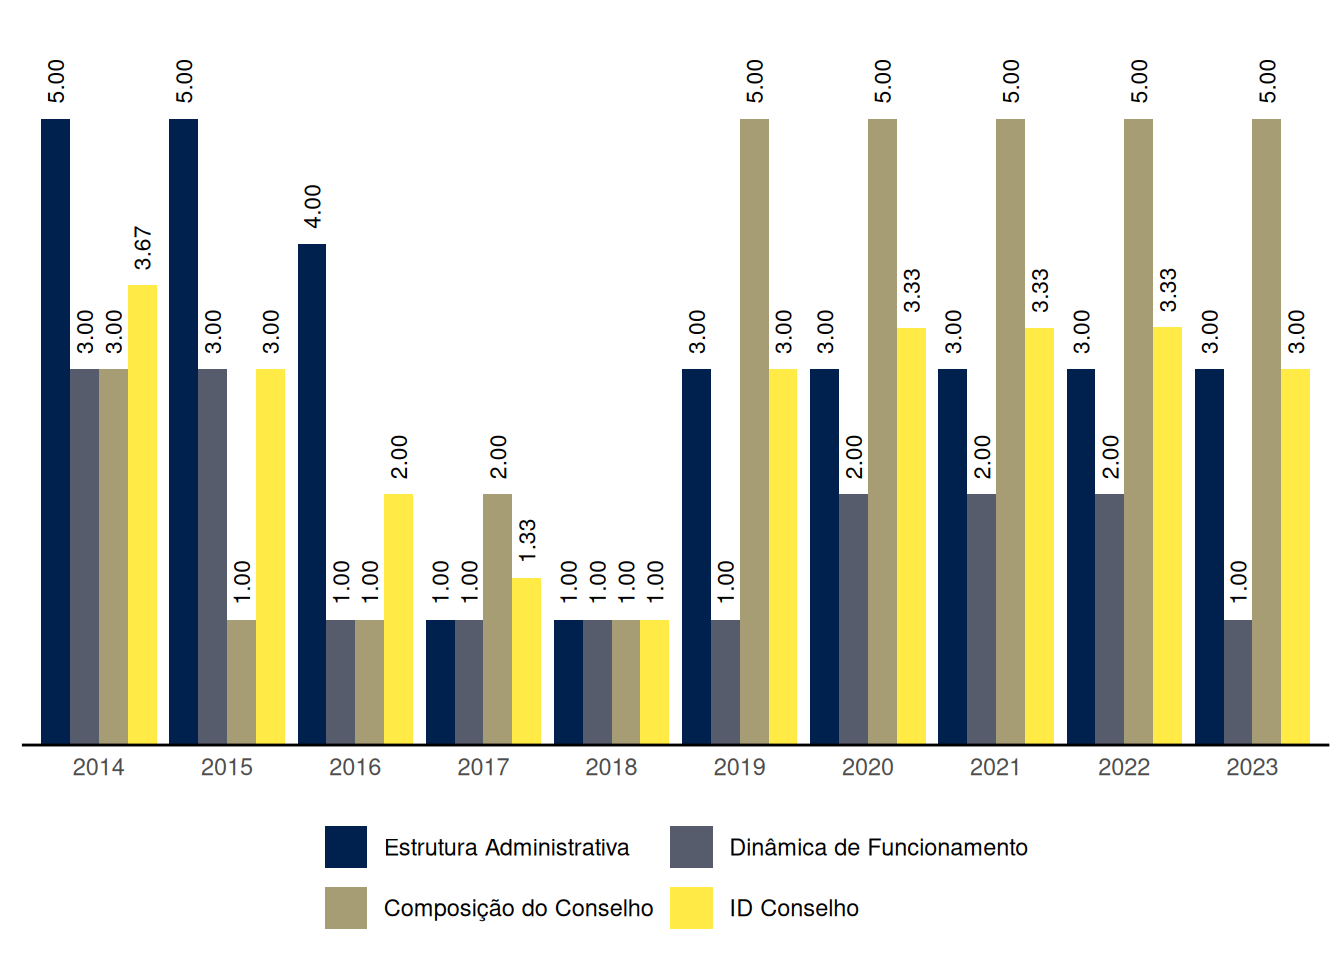 5.00 3.00 3.00 3.67
5.00 3.00 1.00 3.00
4.00 1.00 1.00 2.00
1.00 1.00 2.00 1.33
1.00 1.00 1.00 1.00
3.00 1.00 5.00 3.00
3.00 2.00 5.00 3.33
3.00 2.00 5.00 3.33
3.00 2.00 5.00 3.33
3.00 1.00 5.00 3.00
2014 2015 2016 2017 2018 2019 2020 2021 2022 2023
Estrutura Administrativa Dinâmica de Funcionamento
Composição do Conselho ID Conselho